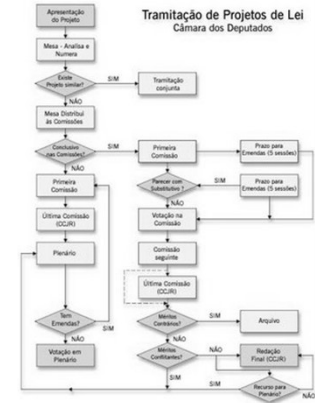 Tramitação de Projetos de Lei
Câmara dos Deputados
Apresentação
do Projeto
Mesa - Analisa e
Numera
Existe
Projeto similar?
SIM
Tramitação
conjunta
NÃO
Mesa Distribui
às Comissões
Conclusivo
nas Comissões?
SIM
Primeira
Comissão
Prazo para
Emendas (5 sessões)
NÃO
Primeira
Comissão
Parecer com
Substitutivo ?
SIM
Prazo para
Emendas (5 sessões)
NÃO
Última Comissão
(CCJR)
Votação na
Comissão
Plenário
Comissão
seguinte
Última Comissão
(CCJR)
Tem
Emendas?
SIM
Méritos
Contrários?
SIM
Arquivo
NÃO
NÃO
Votação em
Plenário
Méritos
Conflitantes?
NÃO
Redação
Final (CCJR)
SIM
SIM
Recurso para
Plenário?
NÃO